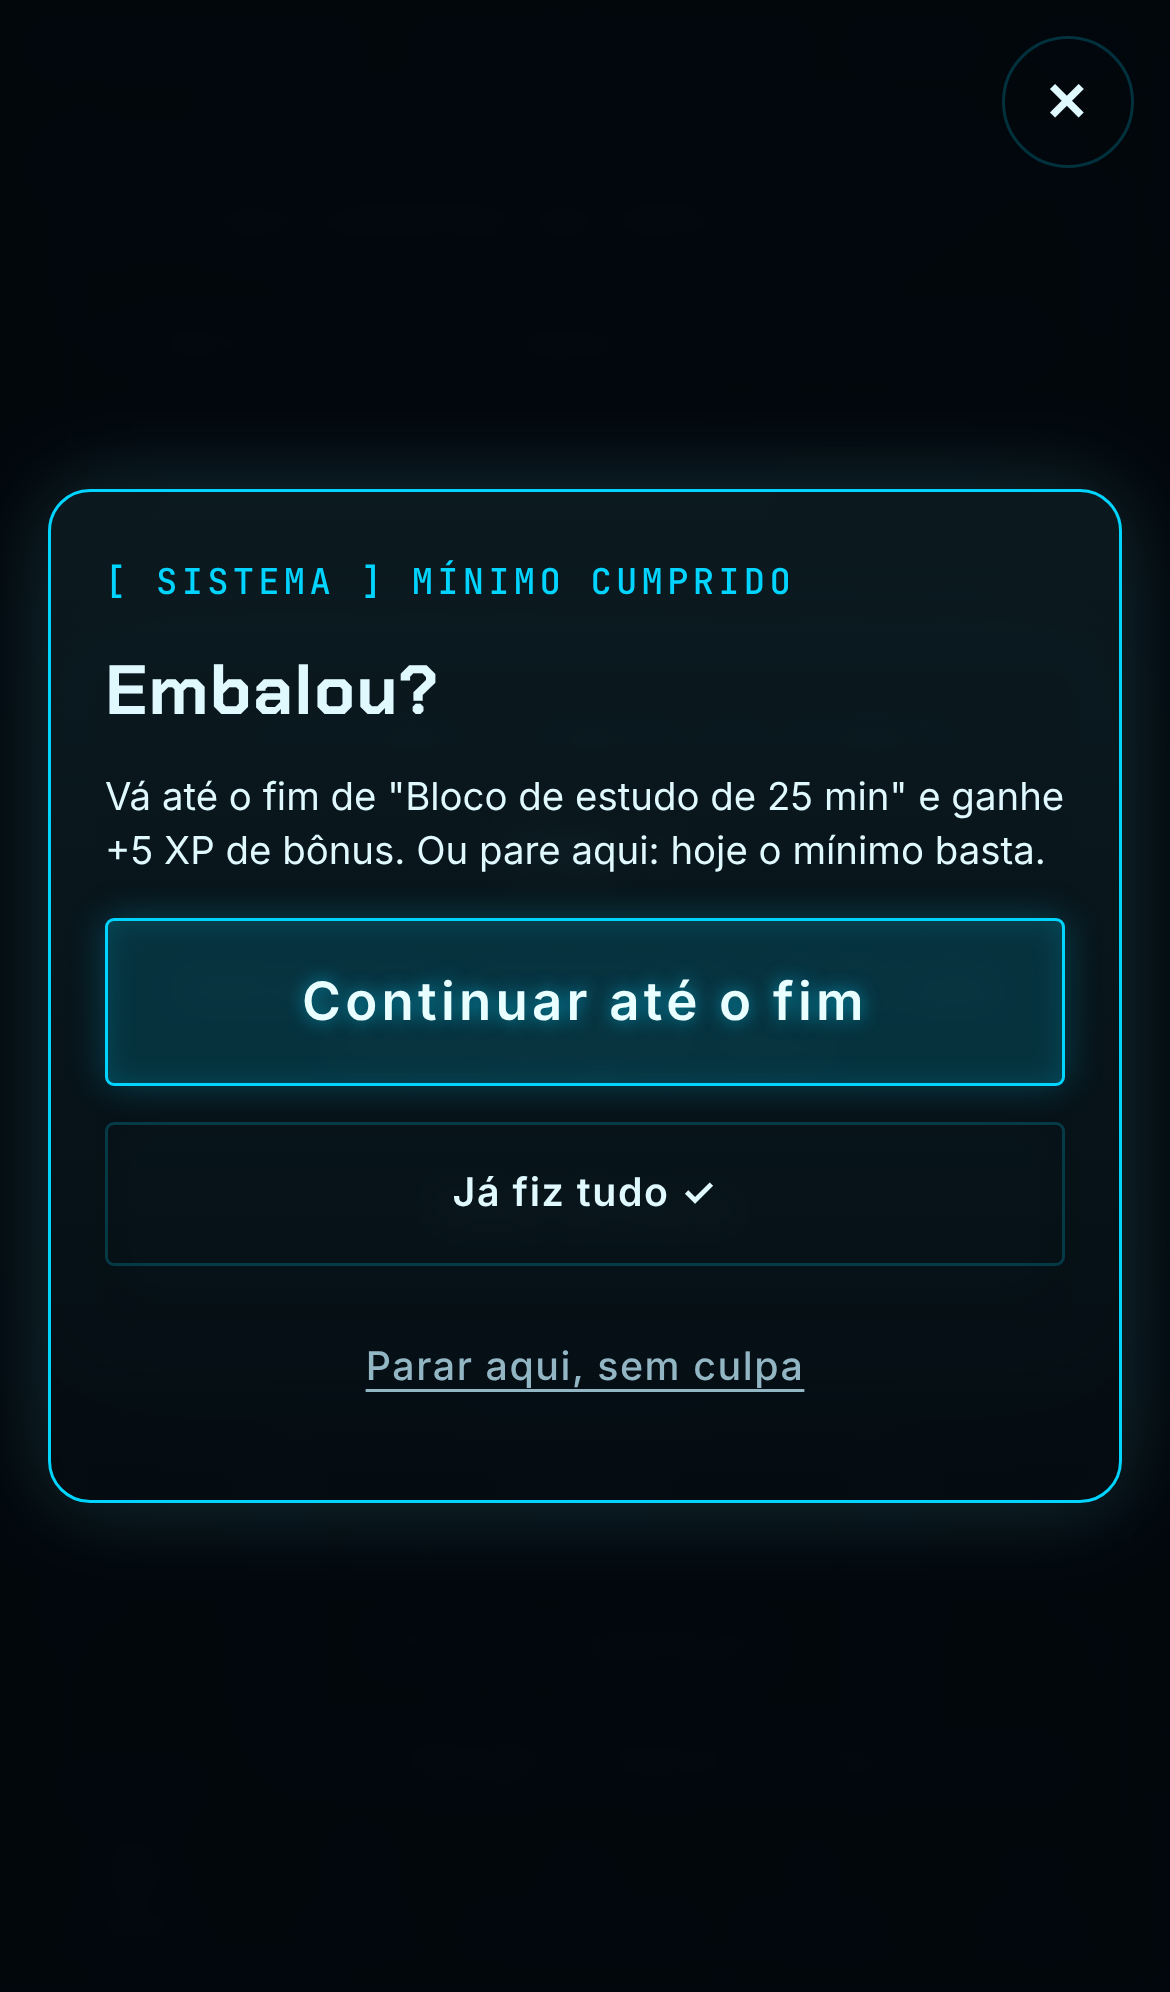 ✕
[ SISTEMA ] MÍNIMO CUMPRIDO
Embalou?
Vá até o fim de "Bloco de estudo de 25 min" e ganhe
+5 XP de bônus. Ou pare aqui: hoje o mínimo basta.
Continuar até o fim
Já fiz tudo ✓
Parar aqui, sem culpa